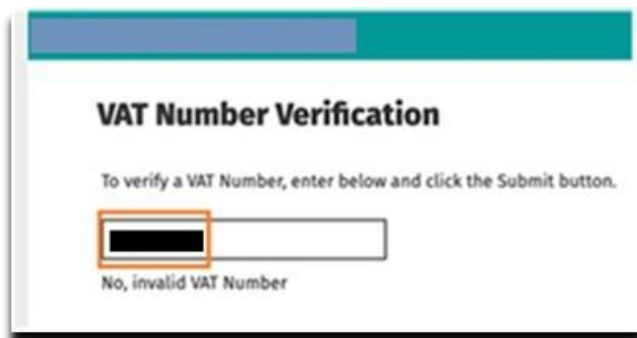 VAT Number Verification
To verify a VAT Number, enter below and click the Submit button.
No, invalid VAT Number